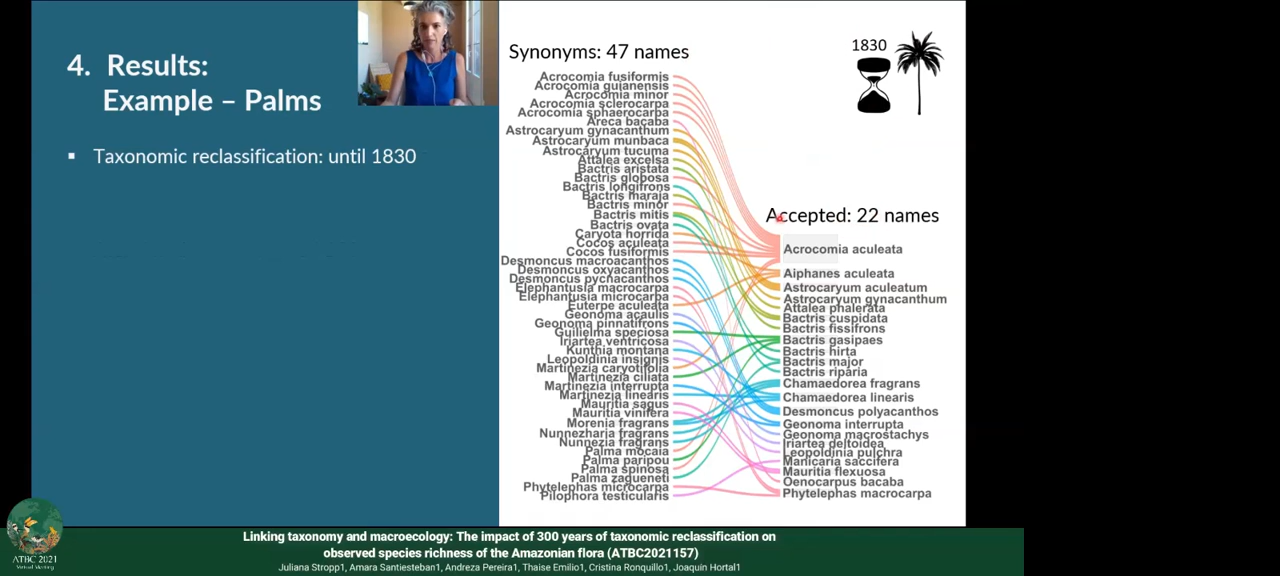 4. Results:
Example – Palms
▪ Taxonomic reclassification: until 1830
Synonyms: 47 names
Acrocomia fusiformis
Acrocomia guianensis
Acrocomia minor
Acrocomia sclerocarpa
Acrocomia sphaerocarpa
Areca bacaba
Astrocaryum gynacanthum
Astrocaryum munbaca
Astrocaryum tucuma
Attalea excelsa
Bactris aristata
Bactris globosa
Bactris longifrons
Bactris maraja
Bactris minor
Bactris mitis
Bactris ovata
Caryota horrida
Cocos aculeata
Cocos fusiformis
Desmoncus macroacanthos
Desmoncus oxyacanthos
Desmoncus pycnacanthos
Elephantusia macrocarpa
Elephantusia microcarpa
Euterpe aculeata
Geonoma acaulis
Geonoma pinnatifrons
Guilielma speciosa
Iriartea ventricosa
Kunthia montana
Leopoldinia insignis
Martinezia caryotifolia
Martinezia ciliata
Martinezia interrupta
Martinezia linearis
Mauritia sagus
Mauritia vinifera
Morenia fragrans
Nunnezharia fragrans
Nunnezia fragrans
Palma mocaia
Palma paripou
Palma spinosa
Palma zagueneti
Phytelephas microcarpa
Pilophora testicularis
1830
Accepted: 22 names
Acrocomia aculeata
Aiphanes aculeata
Astrocaryum aculeatum
Astrocaryum gynacanthum
Attalea phalerata
Bactris cuspidata
Bactris fissifrons
Bactris gasipaes
Bactris hirta
Bactris major
Bactris riparia
Chamaedorea fragrans
Chamaedorea linearis
Desmoncus polyacanthos
Geonoma interrupta
Geonoma macrostachys
Iriartea deltoidea
Leopoldinia pulchra
Manicaria saccifera
Mauritia flexuosa
Oenocarpus bacaba
Phytelephas macrocarpa
ATBC 2021
Virtual Meeting
Linking taxonomy and macroecology: The impact of 300 years of taxonomic reclassification on
observed species richness of the Amazonian flora (ATBC2021157)
Juliana Stropp1, Amara Santiesteban1, Andreza Pereira1, Thaise Emilio1, Cristina Ronquillo1, Joaquín Hortal1